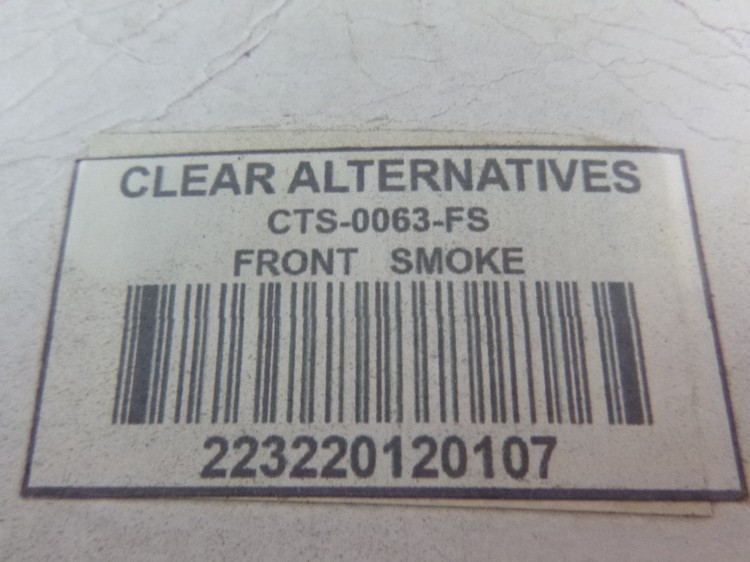 CLEAR ALTERNATIVES
CTS-0063-FS
FRONT SMOKE
223220120107